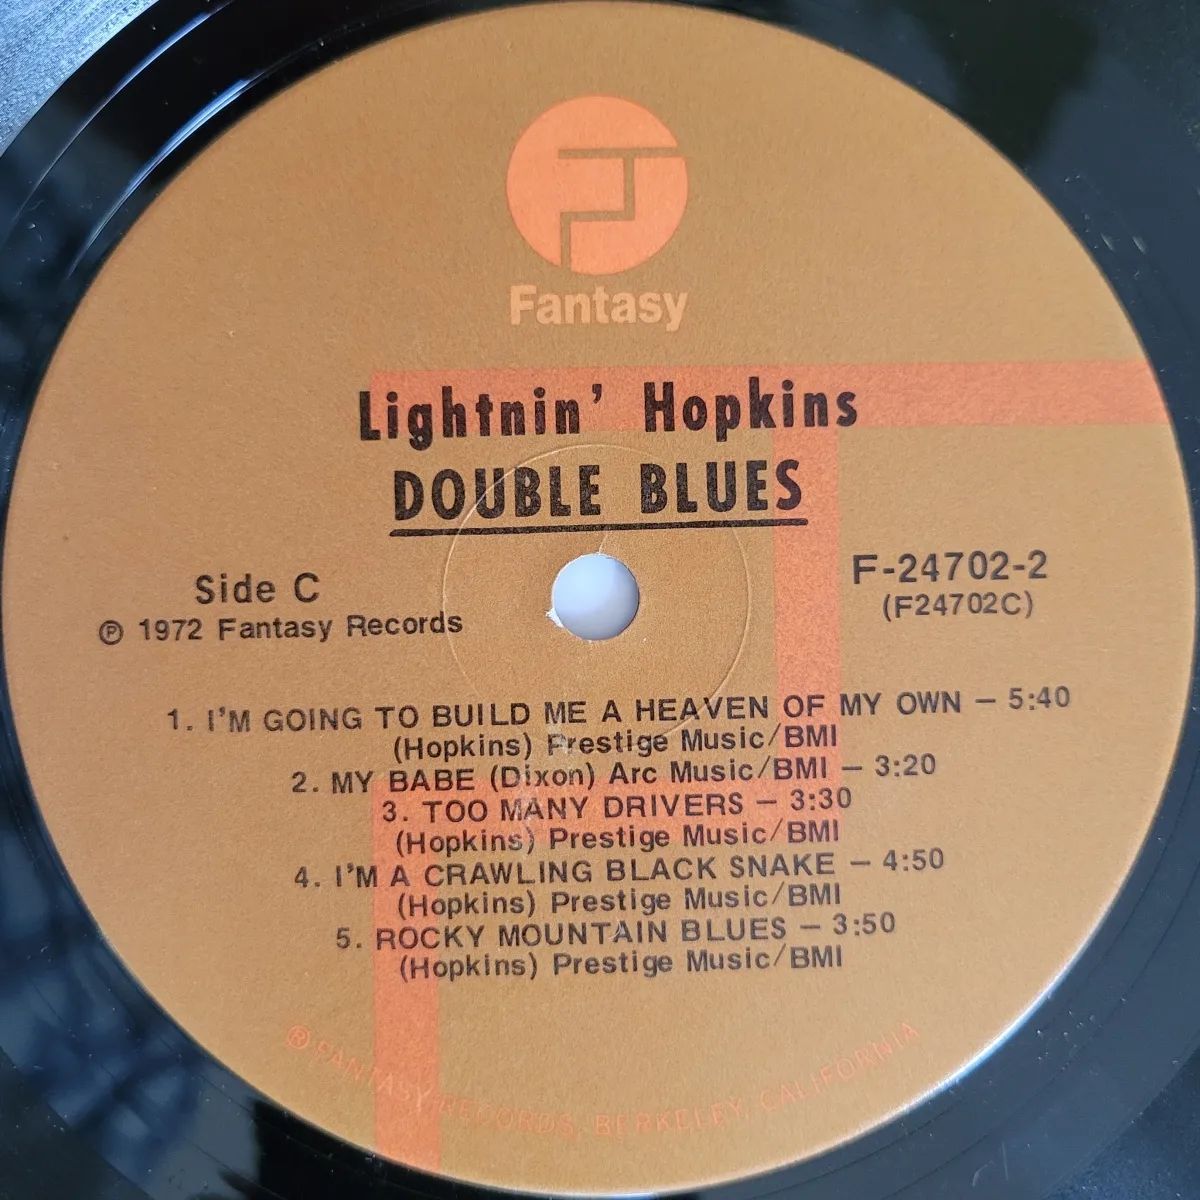 Fantasy
Lightnin' Hopkins
DOUBLE BLUES
Side C
℗ 1972 Fantasy Records
F-24702-2
(F24702C)
1. I'M GOING TO BUILD ME A HEAVEN OF MY OWN – 5:40
(Hopkins) Prestige Music/BMI
2. MY BABE (Dixon) Arc Music/BMI – 3:20
3. TOO MANY DRIVERS – 3:30
(Hopkins) Prestige Music/BMI
4. I'M A CRAWLING BLACK SNAKE – 4:50
(Hopkins) Prestige Music/BMI
5. ROCKY MOUNTAIN BLUES – 3:50
(Hopkins) Prestige Music/BMI
® FANTASY RECORDS, BERKELEY, CALIFORNIA